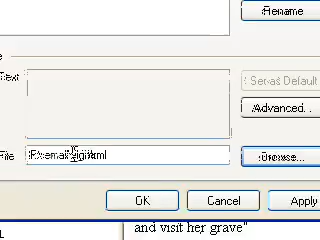 Rename
Text
Set as Default
Advanced...
File
Browse...
OK Cancel Apply
and visit her grave"